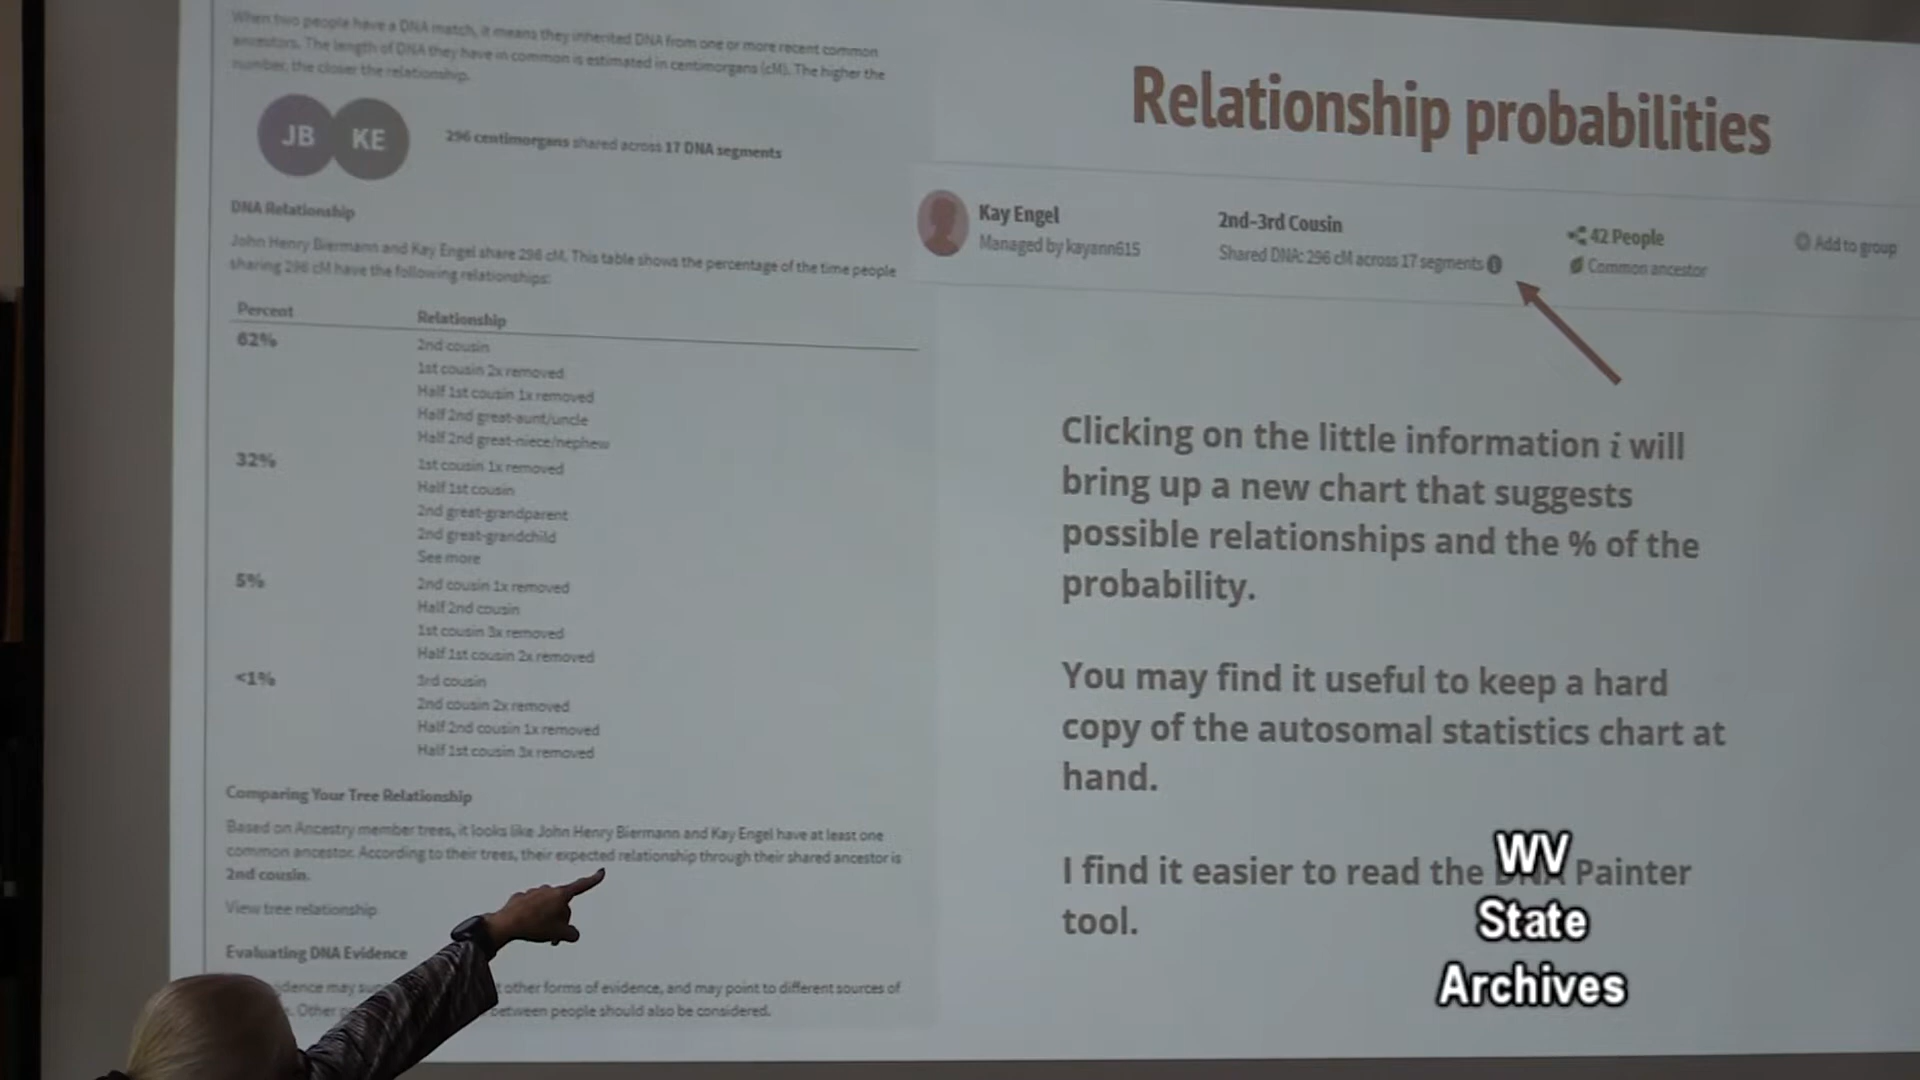 When two people have a DNA match, it means they inherited DNA from one or more recent common
ancestors. The length of DNA they have in common is estimated in centimorgans (cM). The higher the
number, the closer the relationship.
JB KE
296 centimorgans shared across 17 DNA segments
DNA Relationship
John Henry Biermann and Kay Engel share 296 cM. This table shows the percentage of the time people
sharing 296 cM have the following relationships:
Percent Relationship
62% 2nd cousin
1st cousin 2x removed
Half 1st cousin 1x removed
Half 2nd great-aunt/uncle
Half 2nd great-niece/nephew
32% 1st cousin 1x removed
Half 1st cousin
2nd great-grandparent
2nd great-grandchild
See more
5% 2nd cousin 1x removed
Half 2nd cousin
1st cousin 3x removed
Half 1st cousin 2x removed
<1% 3rd cousin
2nd cousin 2x removed
Half 2nd cousin 1x removed
Half 1st cousin 3x removed
Comparing Your Tree Relationship
Based on Ancestry member trees, it looks like John Henry Biermann and Kay Engel have at least one
common ancestor. According to their trees, their expected relationship through their shared ancestor is
2nd cousin.
View tree relationship
Evaluating DNA Evidence
may other forms of evidence, and may point to different sources of
Other between people should also be considered.
Relationship probabilities
Kay Engel
Managed by kayann615
2nd–3rd Cousin
Shared DNA: 296 cM across 17 segments i
42 People
Common ancestor
Add to group
Clicking on the little information i will
bring up a new chart that suggests
possible relationships and the % of the
probability.
You may find it useful to keep a hard
copy of the autosomal statistics chart at
hand.
I find it easier to read the DNA Painter
tool.
WV
State
Archives